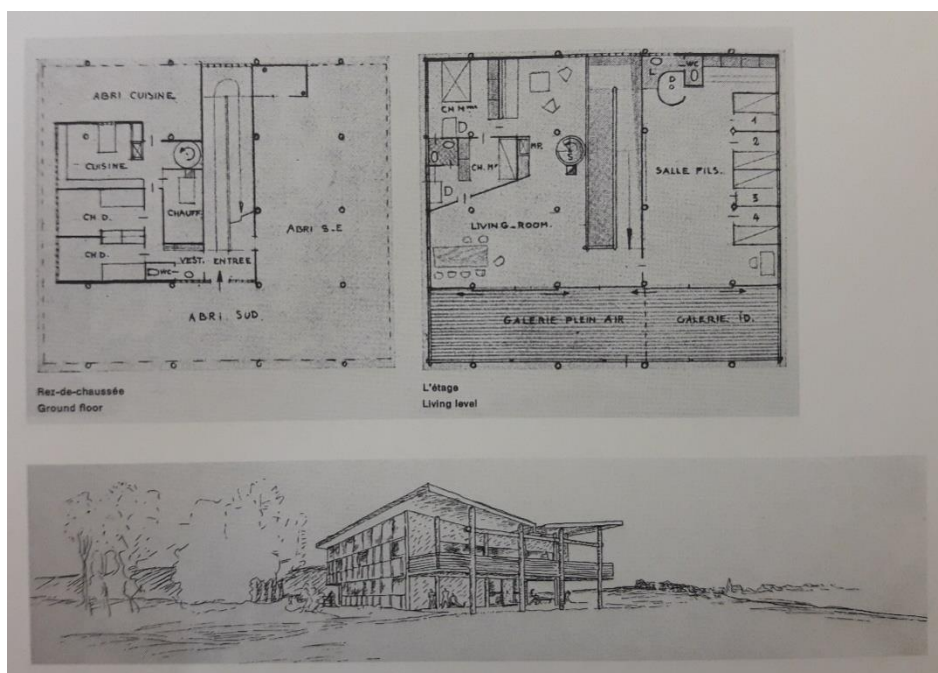 ABRI CUISINE
CUISINE
CH D.
CHAUFF.
CH D.
WC
VEST. ENTREE
ABRI S-E
ABRI. SUD.
Rez-de-chaussée
Ground floor
CH Mme
D
CH. Mr
D
MR
S
LIVING-ROOM.
L
WC
D
1
2
3
4
SALLE FILS.
GALERIE PLEIN AIR
GALERIE ID.
L'étage
Living level